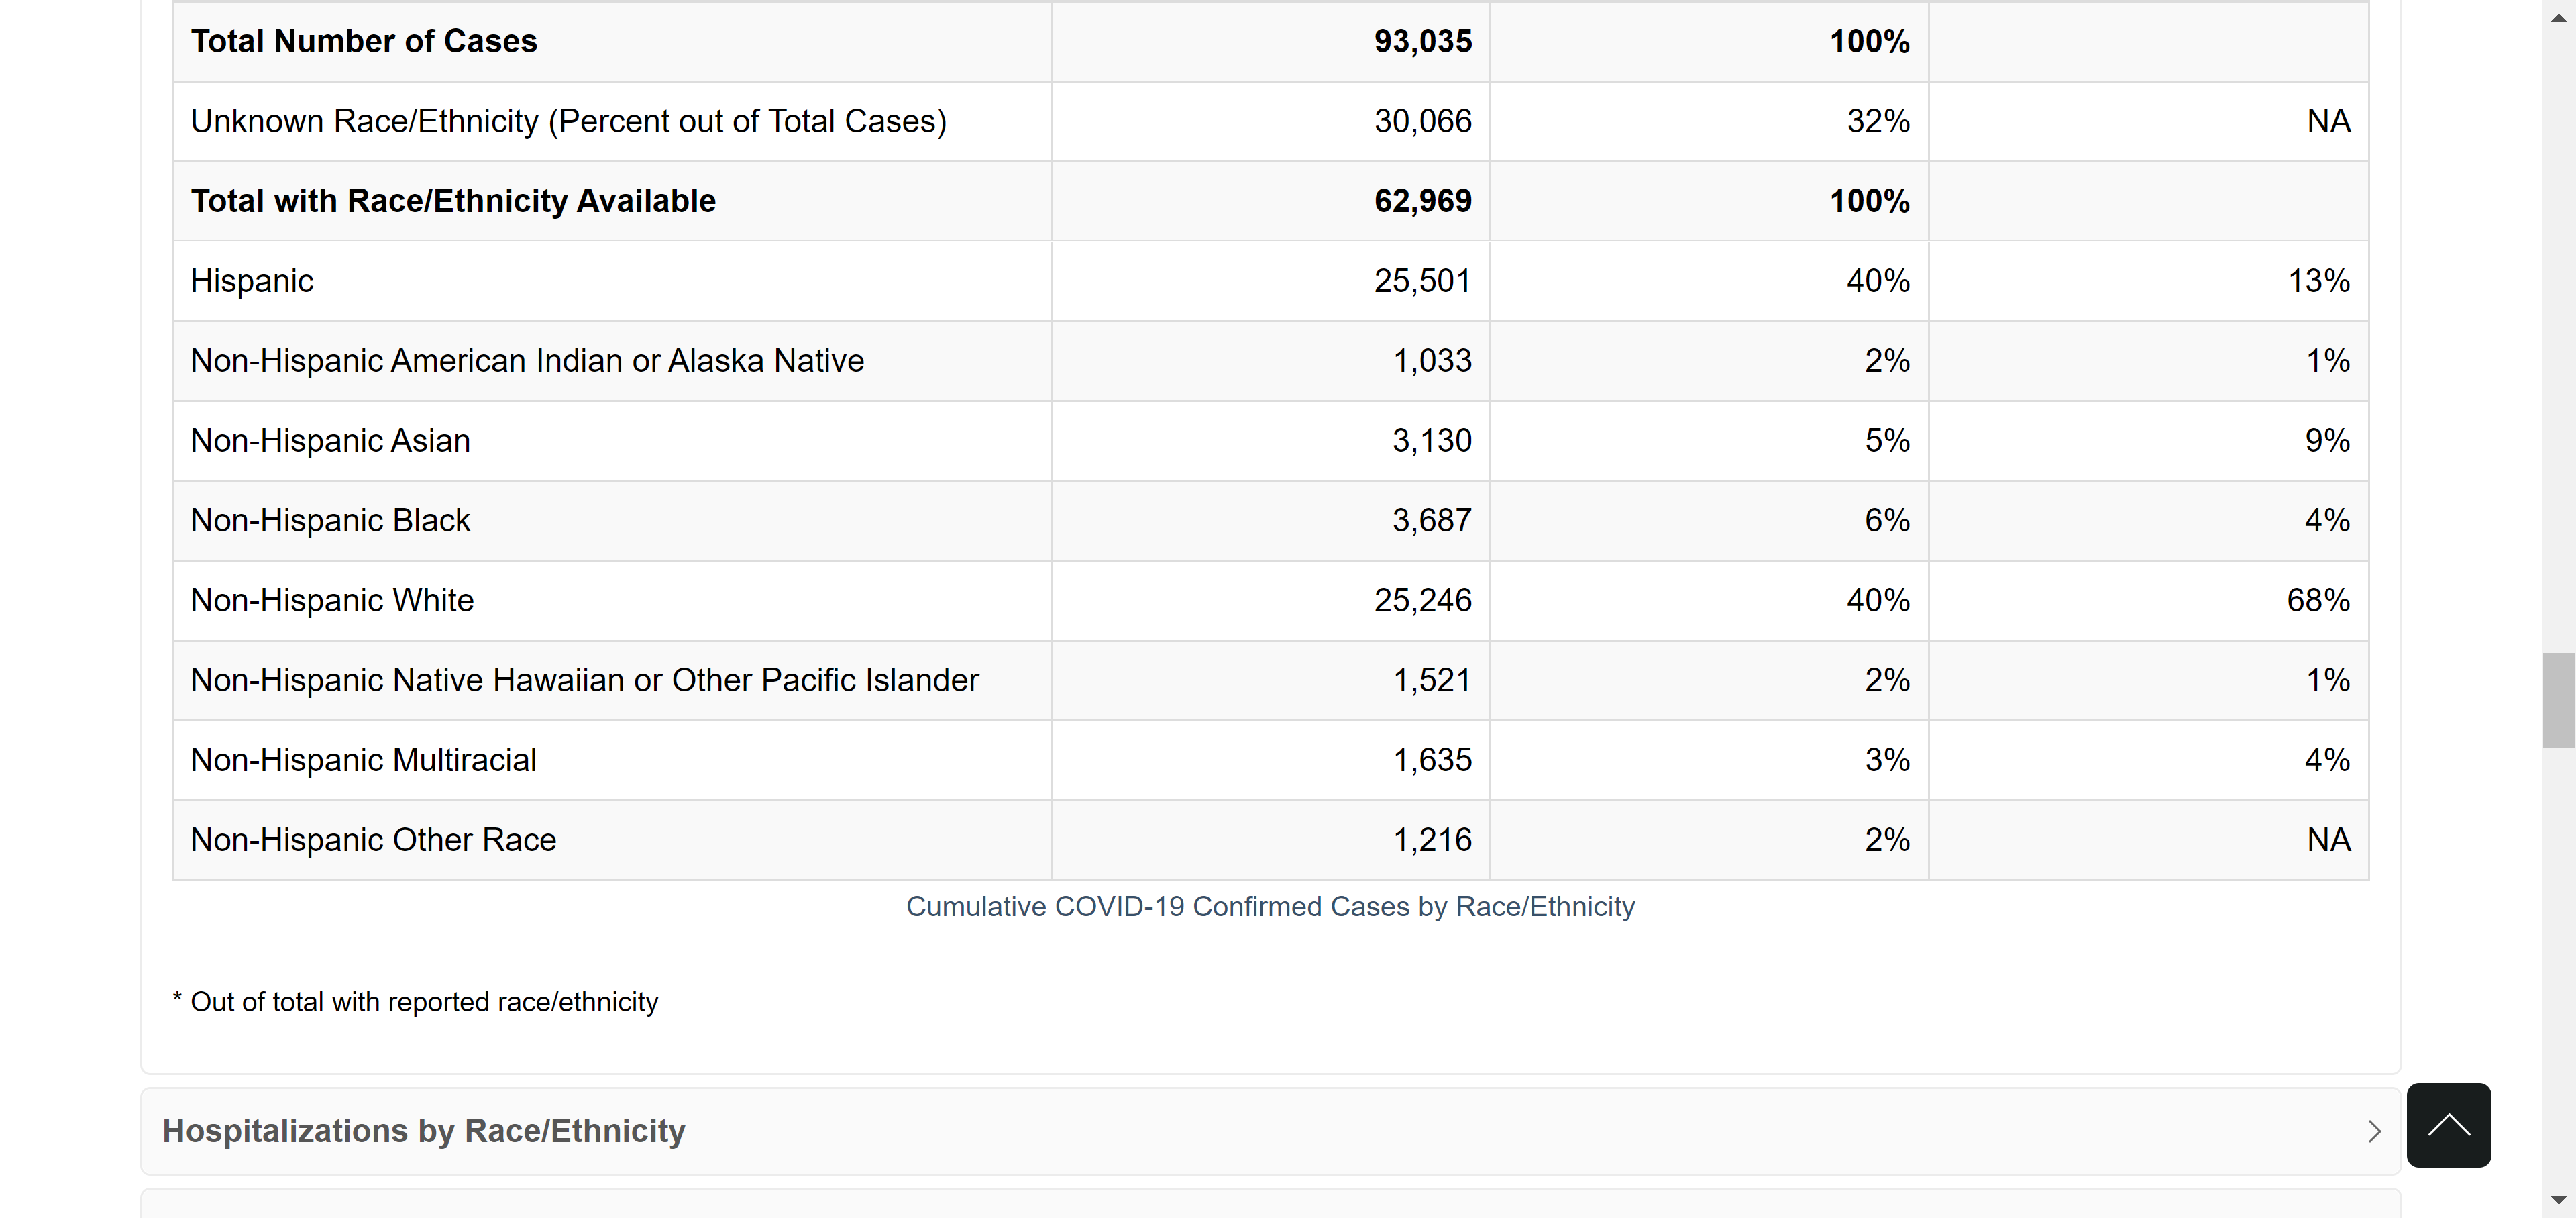 Total Number of Cases 93,035 100%
Unknown Race/Ethnicity (Percent out of Total Cases) 30,066 32% NA
Total with Race/Ethnicity Available 62,969 100%
Hispanic 25,501 40% 13%
Non-Hispanic American Indian or Alaska Native 1,033 2% 1%
Non-Hispanic Asian 3,130 5% 9%
Non-Hispanic Black 3,687 6% 4%
Non-Hispanic White 25,246 40% 68%
Non-Hispanic Native Hawaiian or Other Pacific Islander 1,521 2% 1%
Non-Hispanic Multiracial 1,635 3% 4%
Non-Hispanic Other Race 1,216 2% NA
Cumulative COVID-19 Confirmed Cases by Race/Ethnicity
* Out of total with reported race/ethnicity
Hospitalizations by Race/Ethnicity